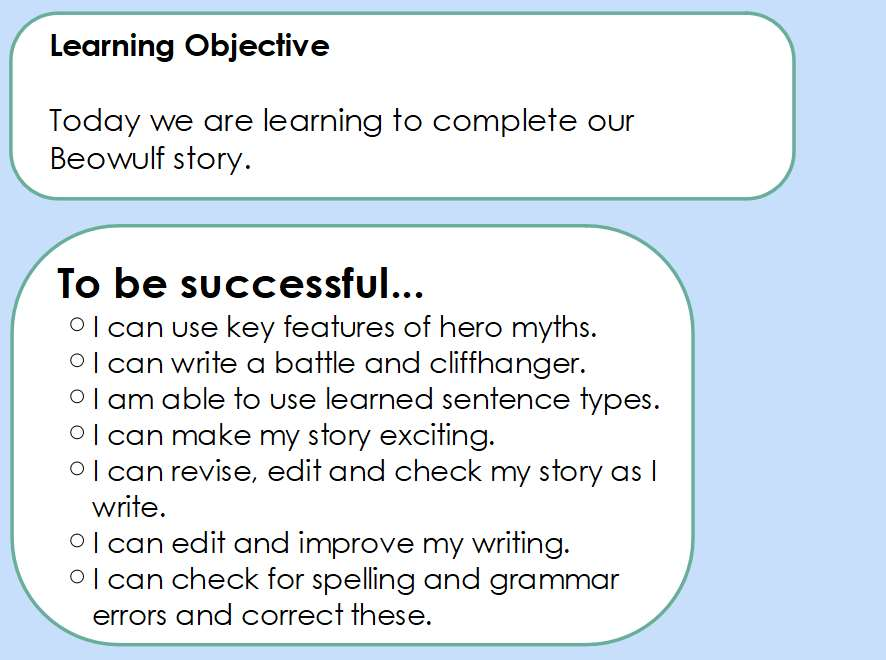 Learning Objective
Today we are learning to complete our
Beowulf story.
To be successful...
○ I can use key features of hero myths.
○ I can write a battle and cliffhanger.
○ I am able to use learned sentence types.
○ I can make my story exciting.
○ I can revise, edit and check my story as I
write.
○ I can edit and improve my writing.
○ I can check for spelling and grammar
errors and correct these.